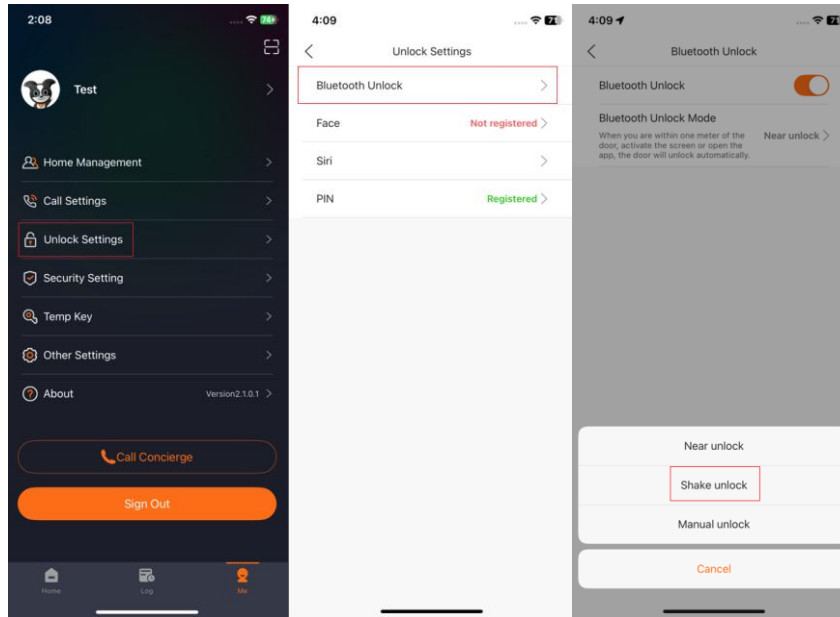 2:08
74
Test
Home Management
Call Settings
Unlock Settings
Security Setting
Temp Key
Other Settings
About
Version2.1.0.1
Call Concierge
Sign Out
Home
Log
Me
4:09
71
Unlock Settings
Bluetooth Unlock
Face
Not registered
Siri
PIN
Registered
4:09
Bluetooth Unlock
Bluetooth Unlock
Bluetooth Unlock Mode
When you are within one meter of the
door, activate the screen or open the
app, the door will unlock automatically.
Near unlock
Near unlock
Shake unlock
Manual unlock
Cancel